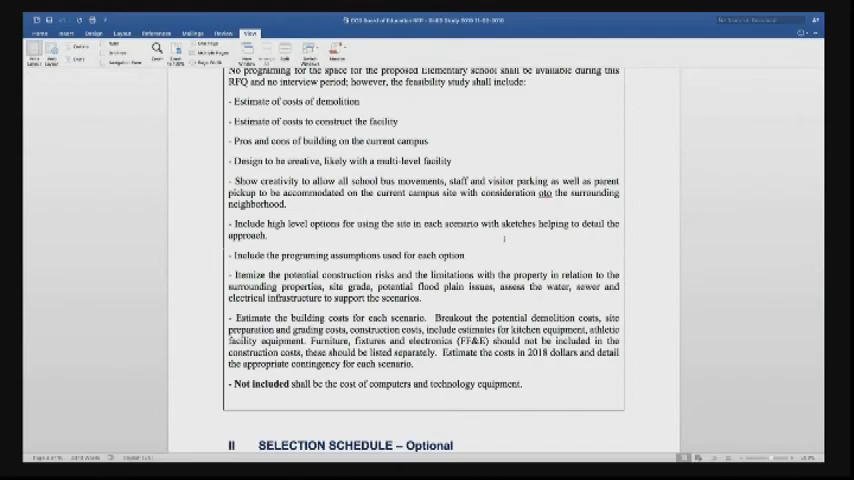 Home Insert Layout References Mailings Review View
No programing for the space for the proposed Elementary school shall be available during this
RFQ and no interview period; however, the feasibility study shall include:
- Estimate of costs of demolition
- Estimate of costs to construct the facility
- Pros and cons of building on the current campus
- Design to be creative, likely with a multi-level facility
- Show creativity to allow all school bus movements, staff and visitor parking as well as parent
pickup to be accommodated on the current campus site with consideration oto the surrounding
neighborhood.
- Include high level options for using the site in each scenario with sketches helping to detail the
approach.
- Include the programing assumptions used for each option
- Itemize the potential construction risks and the limitations with the property in relation to the
surrounding properties, site grade, potential flood plain issues, assess the water, sewer and
electrical infrastructure to support the scenarios.
- Estimate the building costs for each scenario. Breakout the potential demolition costs, site
preparation and grading costs, construction costs, include estimates for kitchen equipment, athletic
facility equipment. Furniture, fixtures and electronics (FF&E) should not be included in the
construction costs, these should be listed separately. Estimate the costs in 2018 dollars and detail
the appropriate contingency for each scenario.
- Not included shall be the cost of computers and technology equipment.
II SELECTION SCHEDULE – Optional